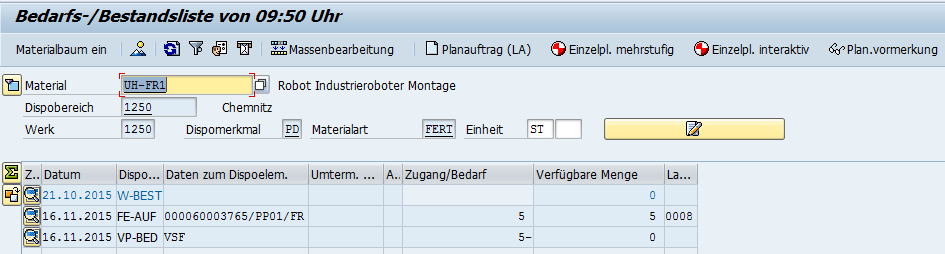 Bedarfs-/Bestandsliste von 09:50 Uhr
Materialbaum ein Massenbearbeitung Planauftrag (LA) Einzelpl. mehrstufig Einzelpl. interaktiv Plan.vormerkung
Material UH-FR1 Robot Industrieroboter Montage
Dispobereich 1250 Chemnitz
Werk 1250 Dispomerkmal PD Materialart FERT Einheit ST
Z.. Datum Dispo... Daten zum Dispoelem. Umterm. ... A.. Zugang/Bedarf Verfügbare Menge La...
21.10.2015 W-BEST 0
16.11.2015 FE-AUF 000060003765/PP01/FR 5 5 0008
16.11.2015 VP-BED VSF 5- 0